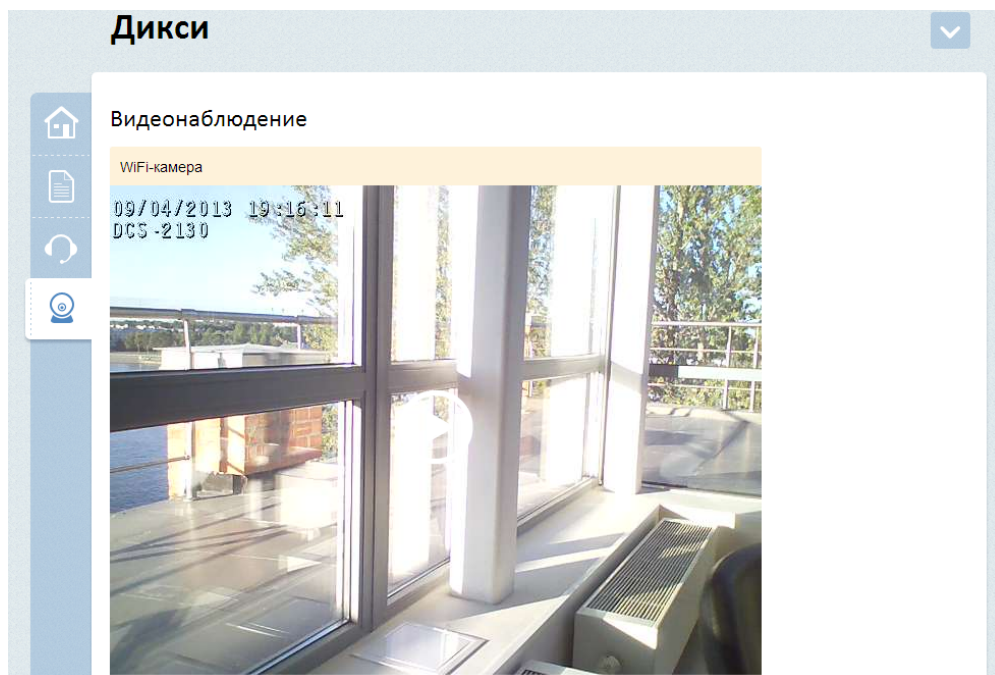 Дикси
Видеонаблюдение
WiFi-камера
09/04/2013 19:16:11
DCS-2130